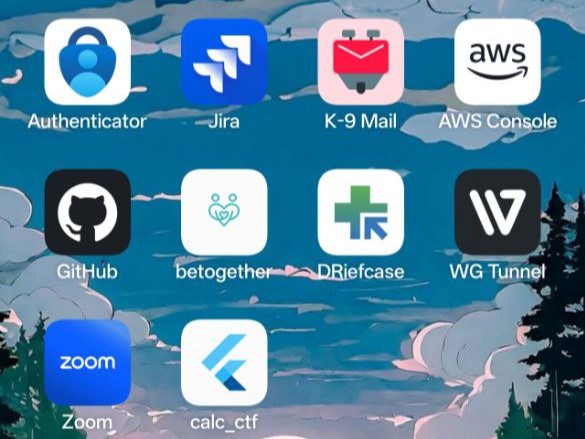 Authenticator
Jira
K-9 Mail
aws
AWS Console
GitHub
betogether
DRiefcase
WG Tunnel
zoom
Zoom
calc_ctf